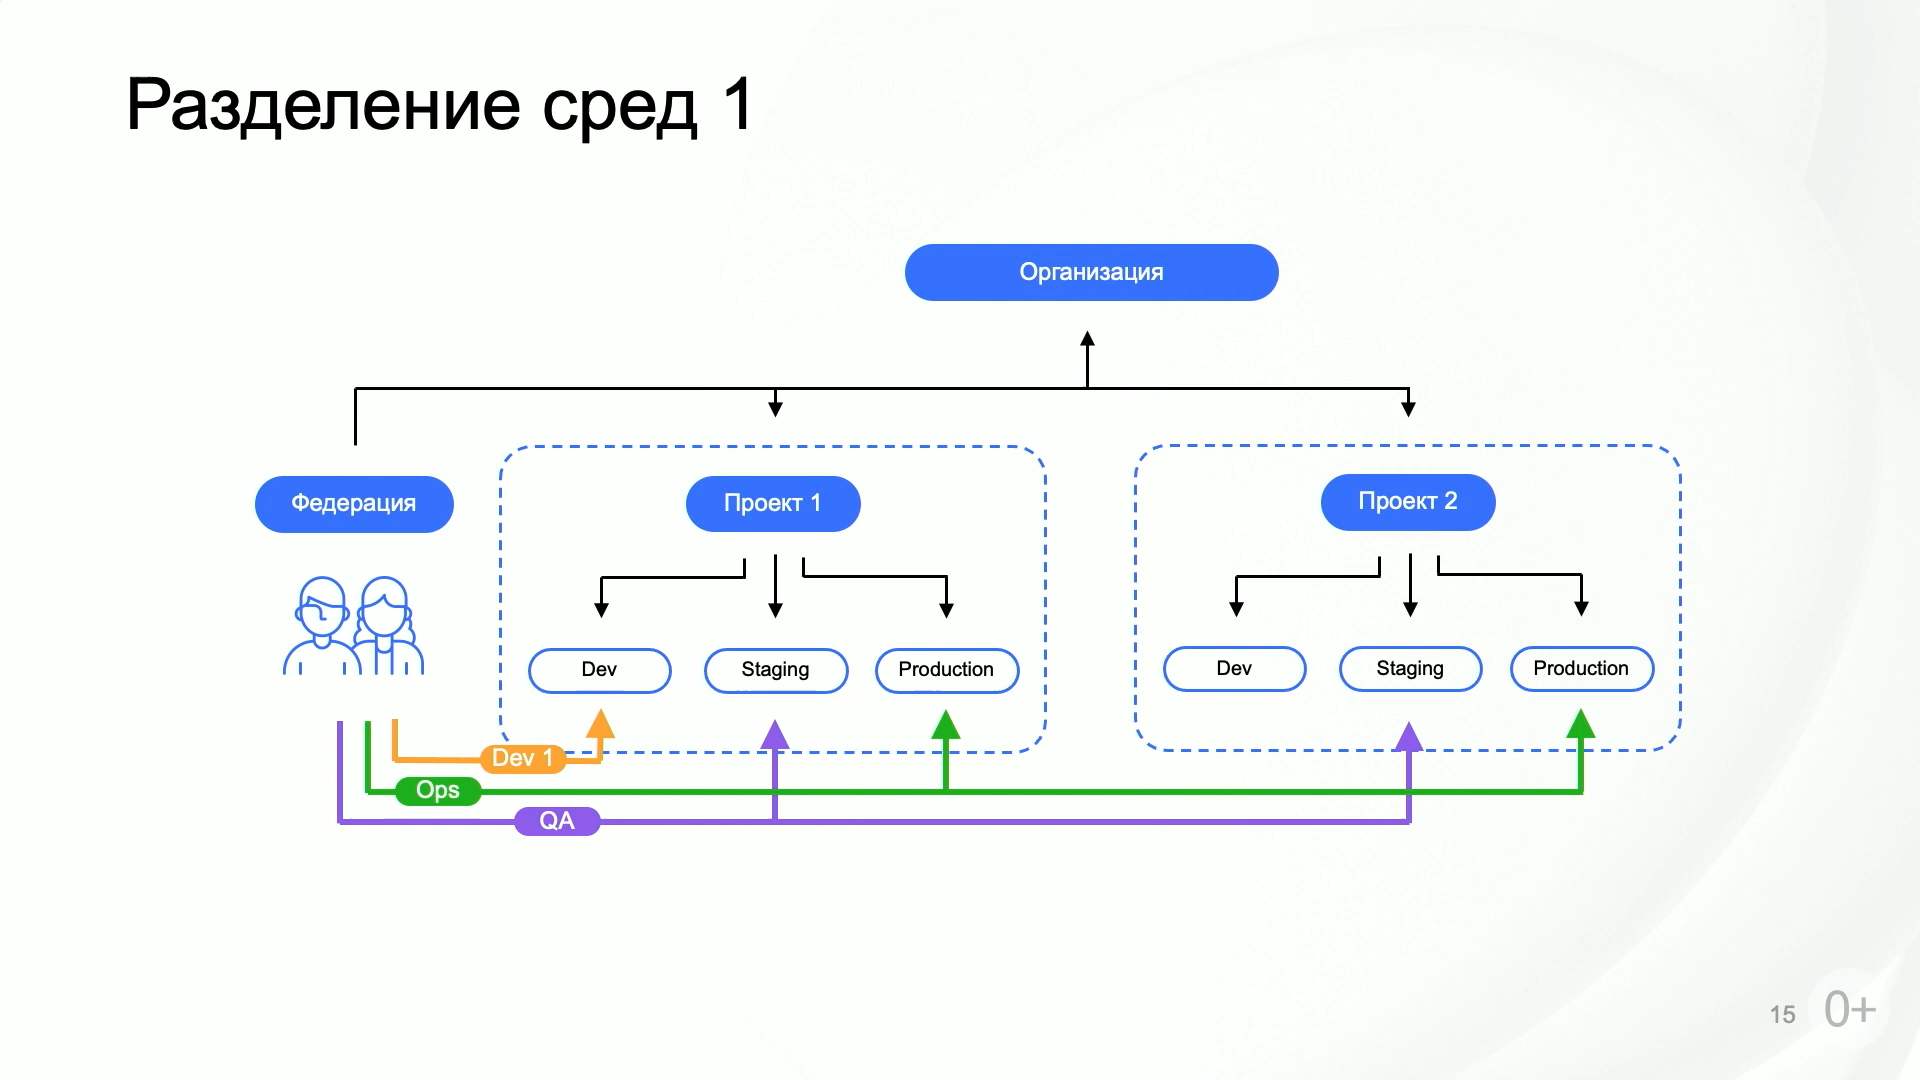 Разделение сред 1
Организация
Федерация
Проект 1
Проект 2
Dev
Staging
Production
Dev
Staging
Production
Dev 1
Ops
QA
15
0+